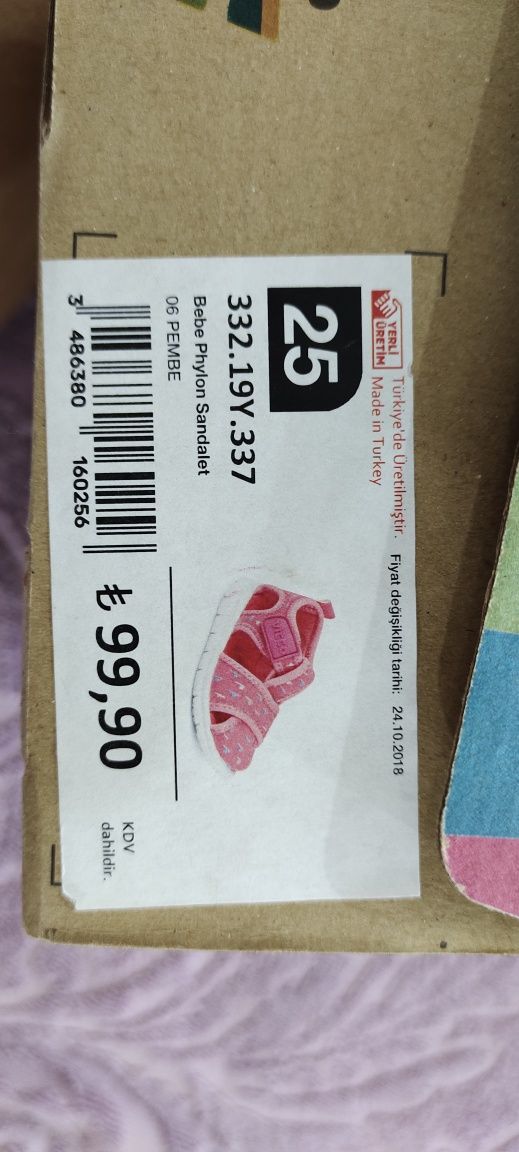 YERLİ
ÜRETİM
Türkiye'de Üretilmiştir.
Made in Turkey
Fiyat değişikliği tarihi: 24.10.2018
25
332.19Y.337
Bebe Phylon Sandalet
06 PEMBE
3 486380 160256
₺ 99,90
KDV
dahildir.